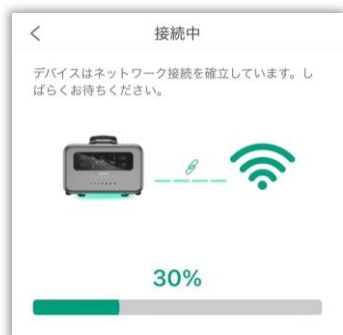 接続中
デバイスはネットワーク接続を確立しています。し
ばらくお待ちください。
30%